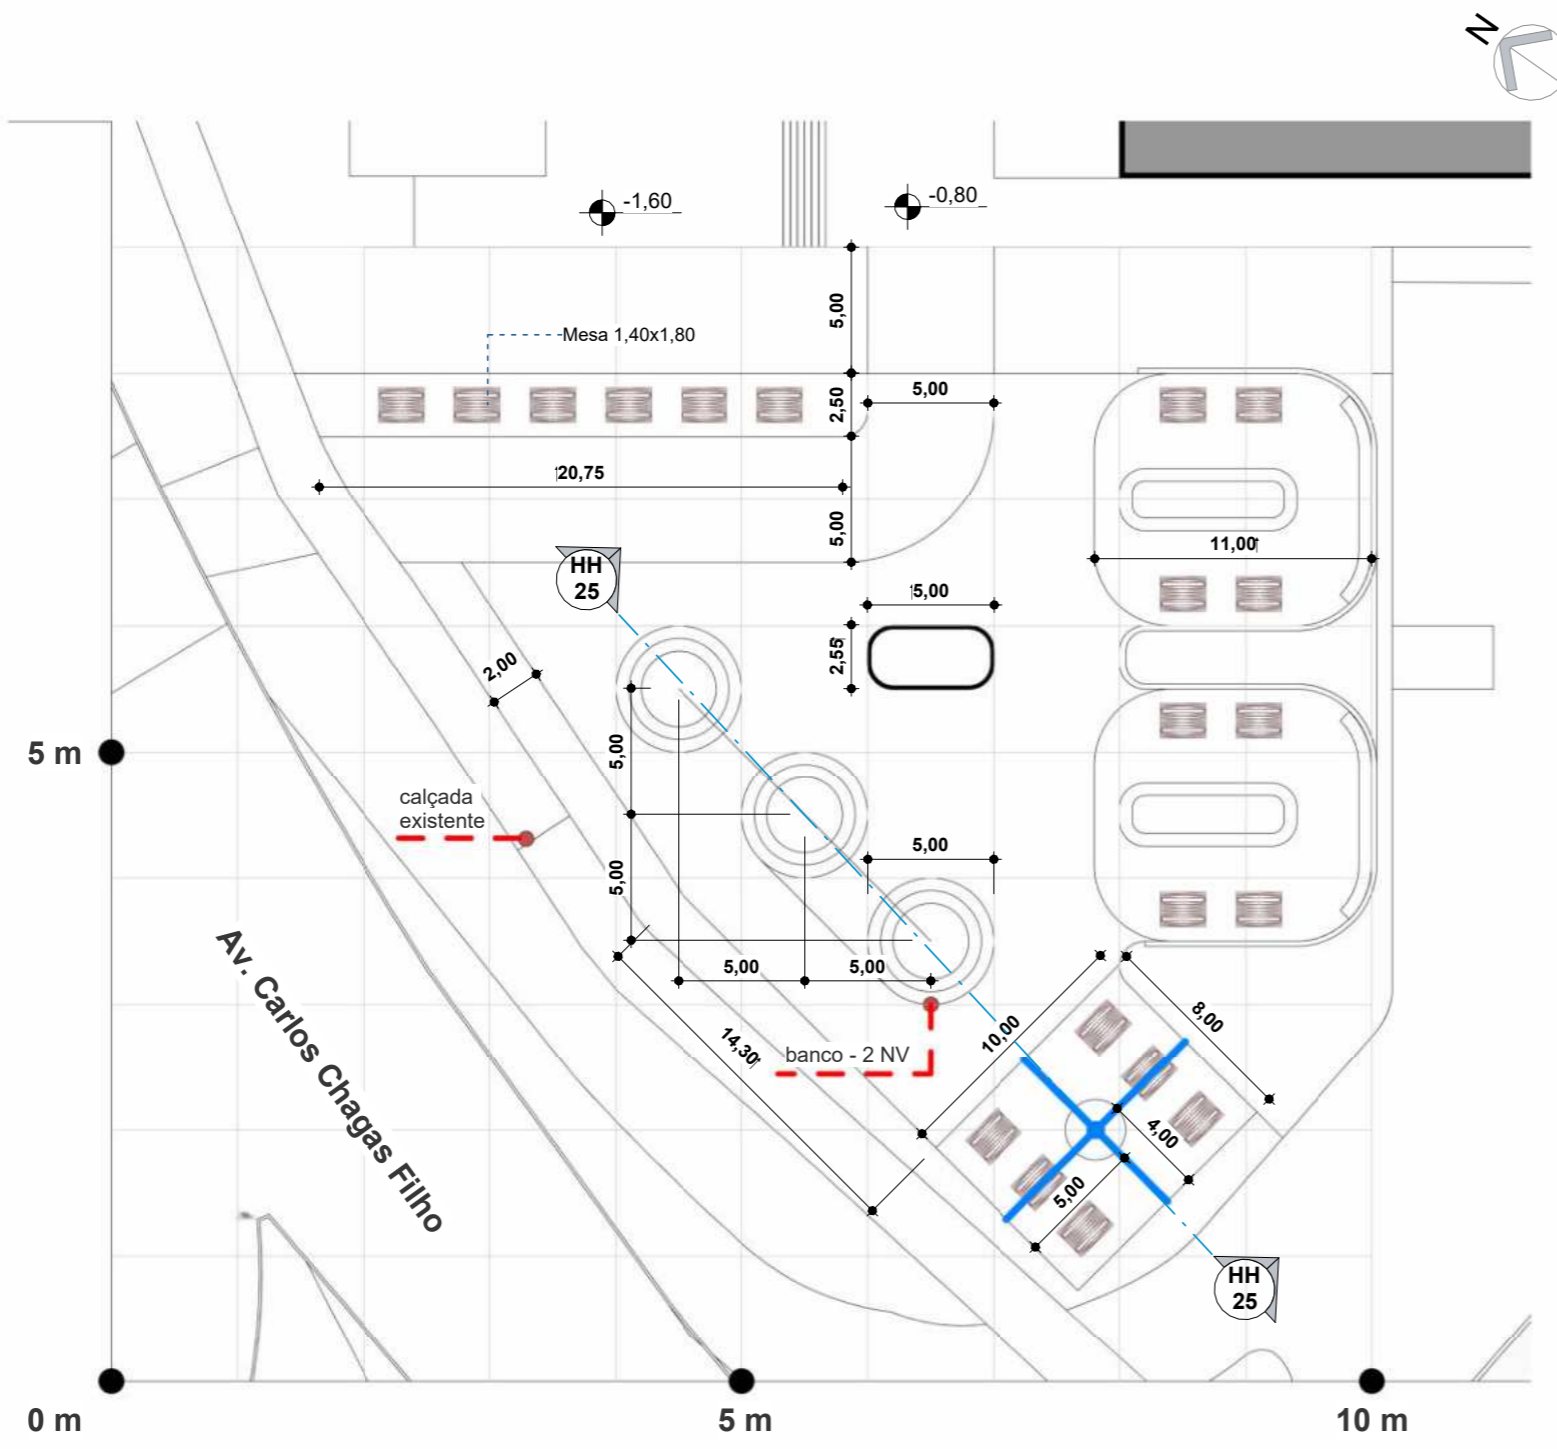 N
-1,60
-0,80
5,00
Mesa 1,40x1,80
2,50
5,00
20,75
5,00
11,00
HH
25
5,00
2,55
2,00
5,00
5 m
calçada
existente
5,00
5,00
5,00
5,00
Av. Carlos Chagas Filho
10,00
8,00
14,30
banco - 2 NV
4,00
5,00
HH
25
0 m
5 m
10 m